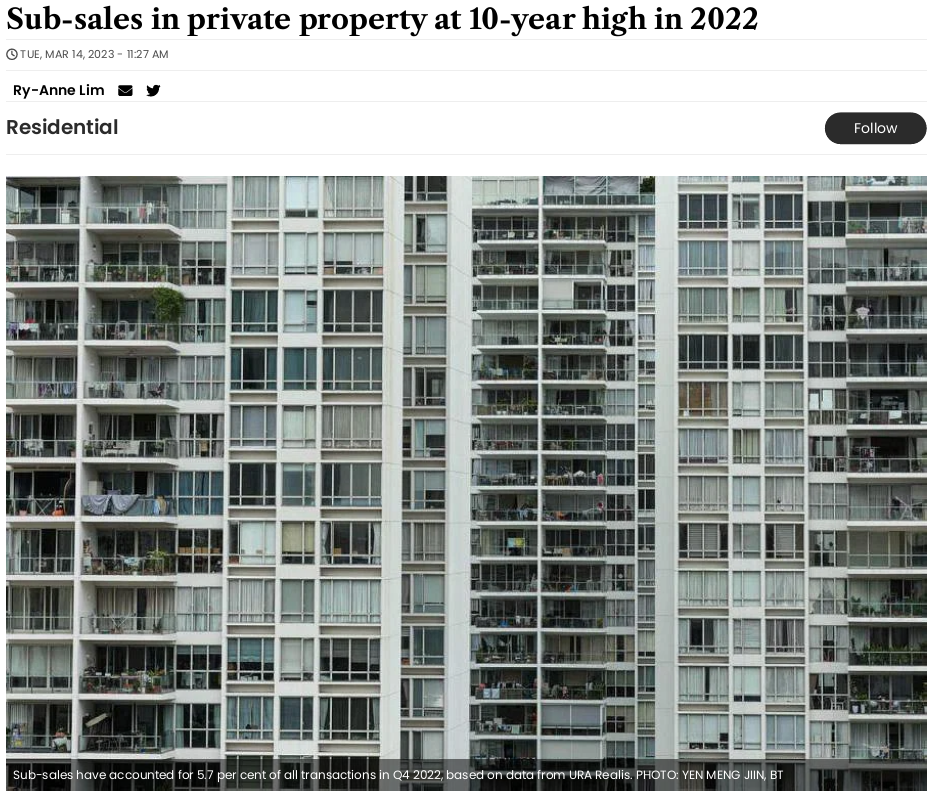 Sub-sales in private property at 10-year high in 2022
TUE, MAR 14, 2023 - 11:27 AM
Ry-Anne Lim
Residential
Follow
Sub-sales have accounted for 5.7 per cent of all transactions in Q4 2022, based on data from URA Realis. PHOTO: YEN MENG JIIN, BT